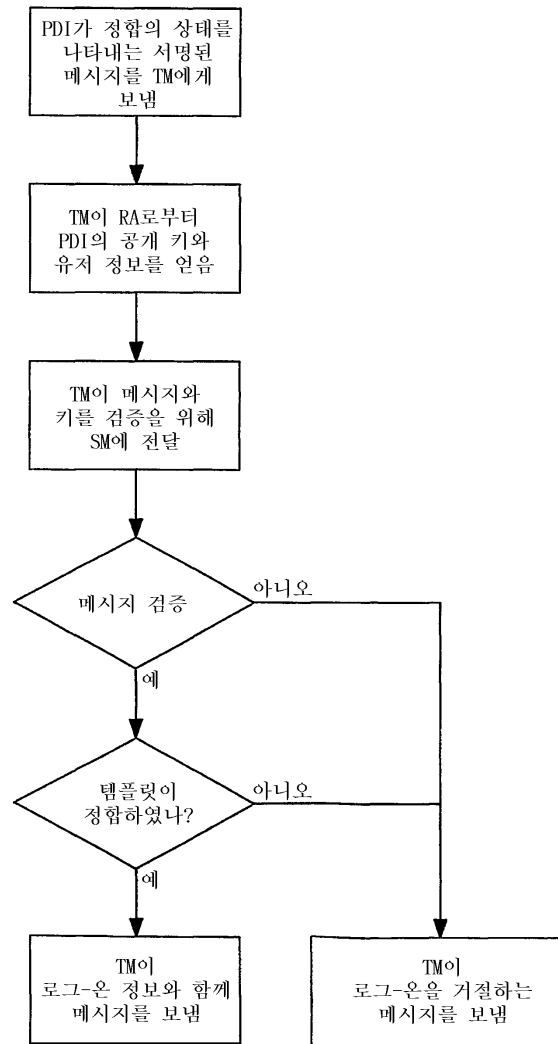 PDI가 정합의 상태를
나타내는 서명된
메시지를 TM에게
보냄
TM이 RA로부터
PDI의 공개 키와
유저 정보를 얻음
TM이 메시지와
키를 검증을 위해
SM에 전달
메시지 검증
아니오
예
템플릿이
정합하였나?
아니오
예
TM이
로그-온 정보와 함께
메시지를 보냄
TM이
로그-온을 거절하는
메시지를 보냄